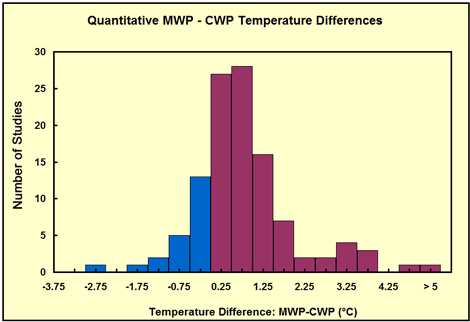 Quantitative MWP - CWP Temperature Differences
30
25
20
15
10
5
0
Number of Studies
-3.75 -2.75 -1.75 -0.75 0.25 1.25 2.25 3.25 4.25 > 5
Temperature Difference: MWP-CWP (°C)